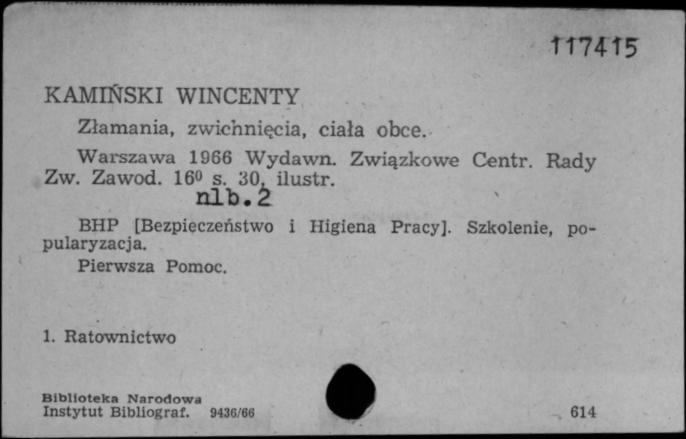 117415
KAMIŃSKI WINCENTY
Złamania, zwichnięcia, ciała obce.
Warszawa 1966 Wydawn. Związkowe Centr. Rady
Zw. Zawod. 16⁰ s. 30, ilustr.
nlb.2
BHP [Bezpieczeństwo i Higiena Pracy]. Szkolenie, po-
pularyzacja.
Pierwsza Pomoc.
1. Ratownictwo
Biblioteka Narodowa
Instytut Bibliograf. 9436/66 614